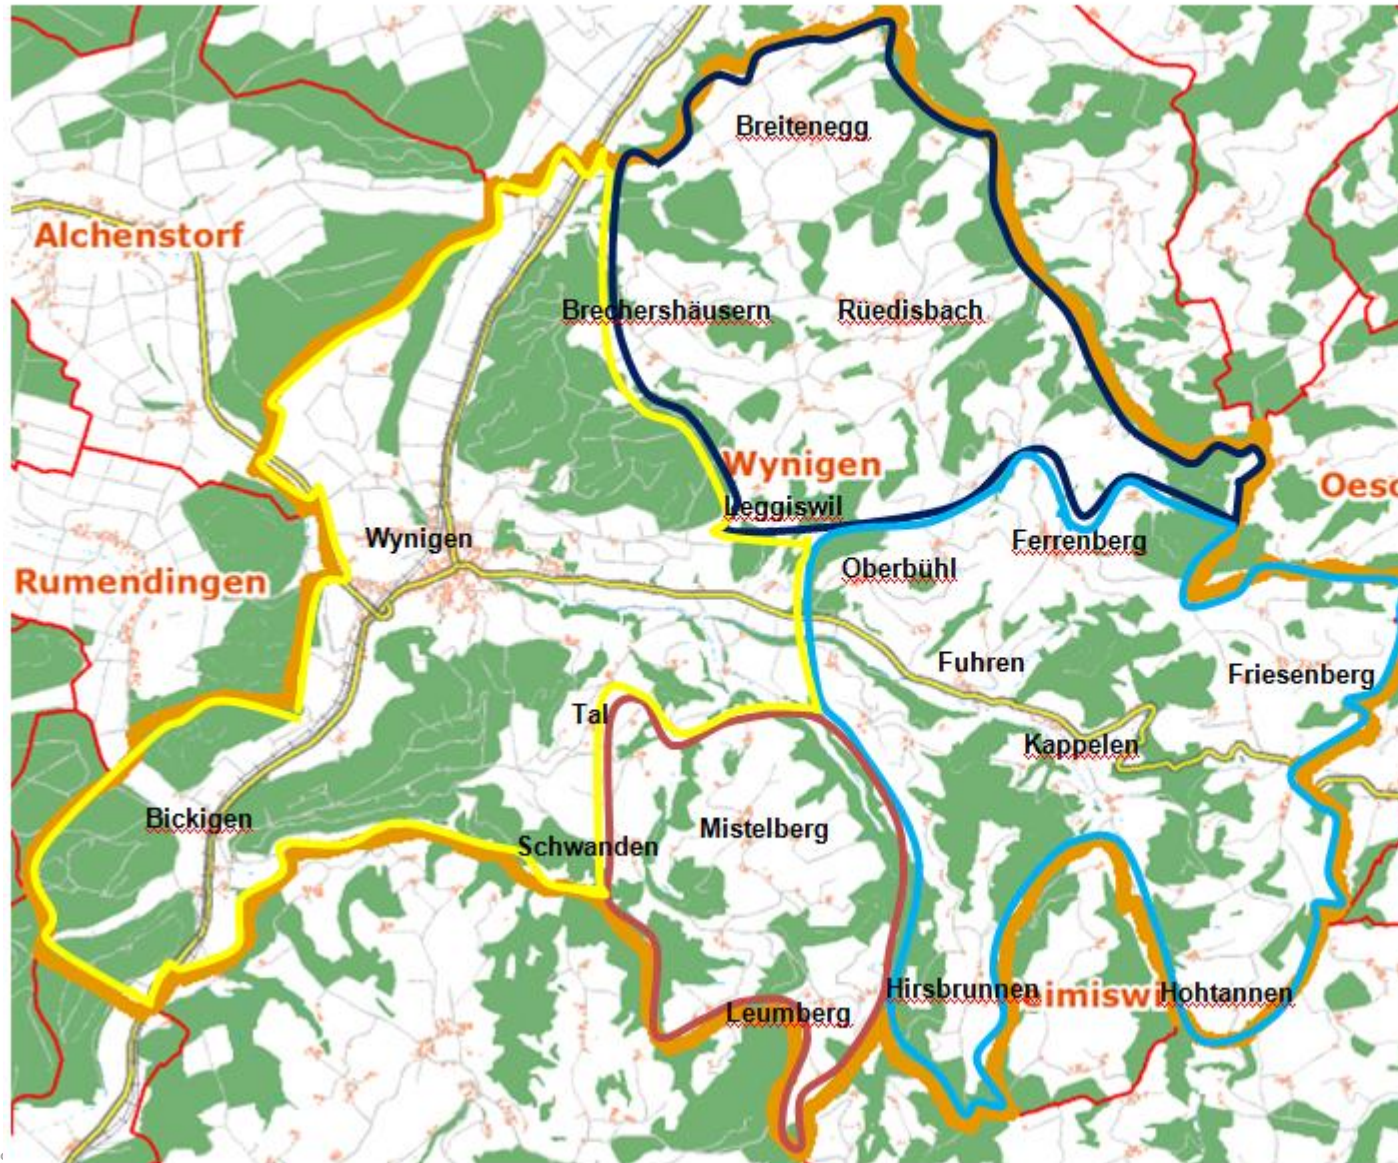 Breitenegg
Alchenstorf
Brechershäusern
Rüedisbach
Wynigen
Oesc
Leggiswil
Wynigen
Ferrenberg
Oberbühl
Rumendingen
Fuhren
Friesenberg
Tal
Kappelen
Bickigen
Mistelberg
Schwanden
Hirsbrunnen
eimiswi
Hohtannen
Leumberg